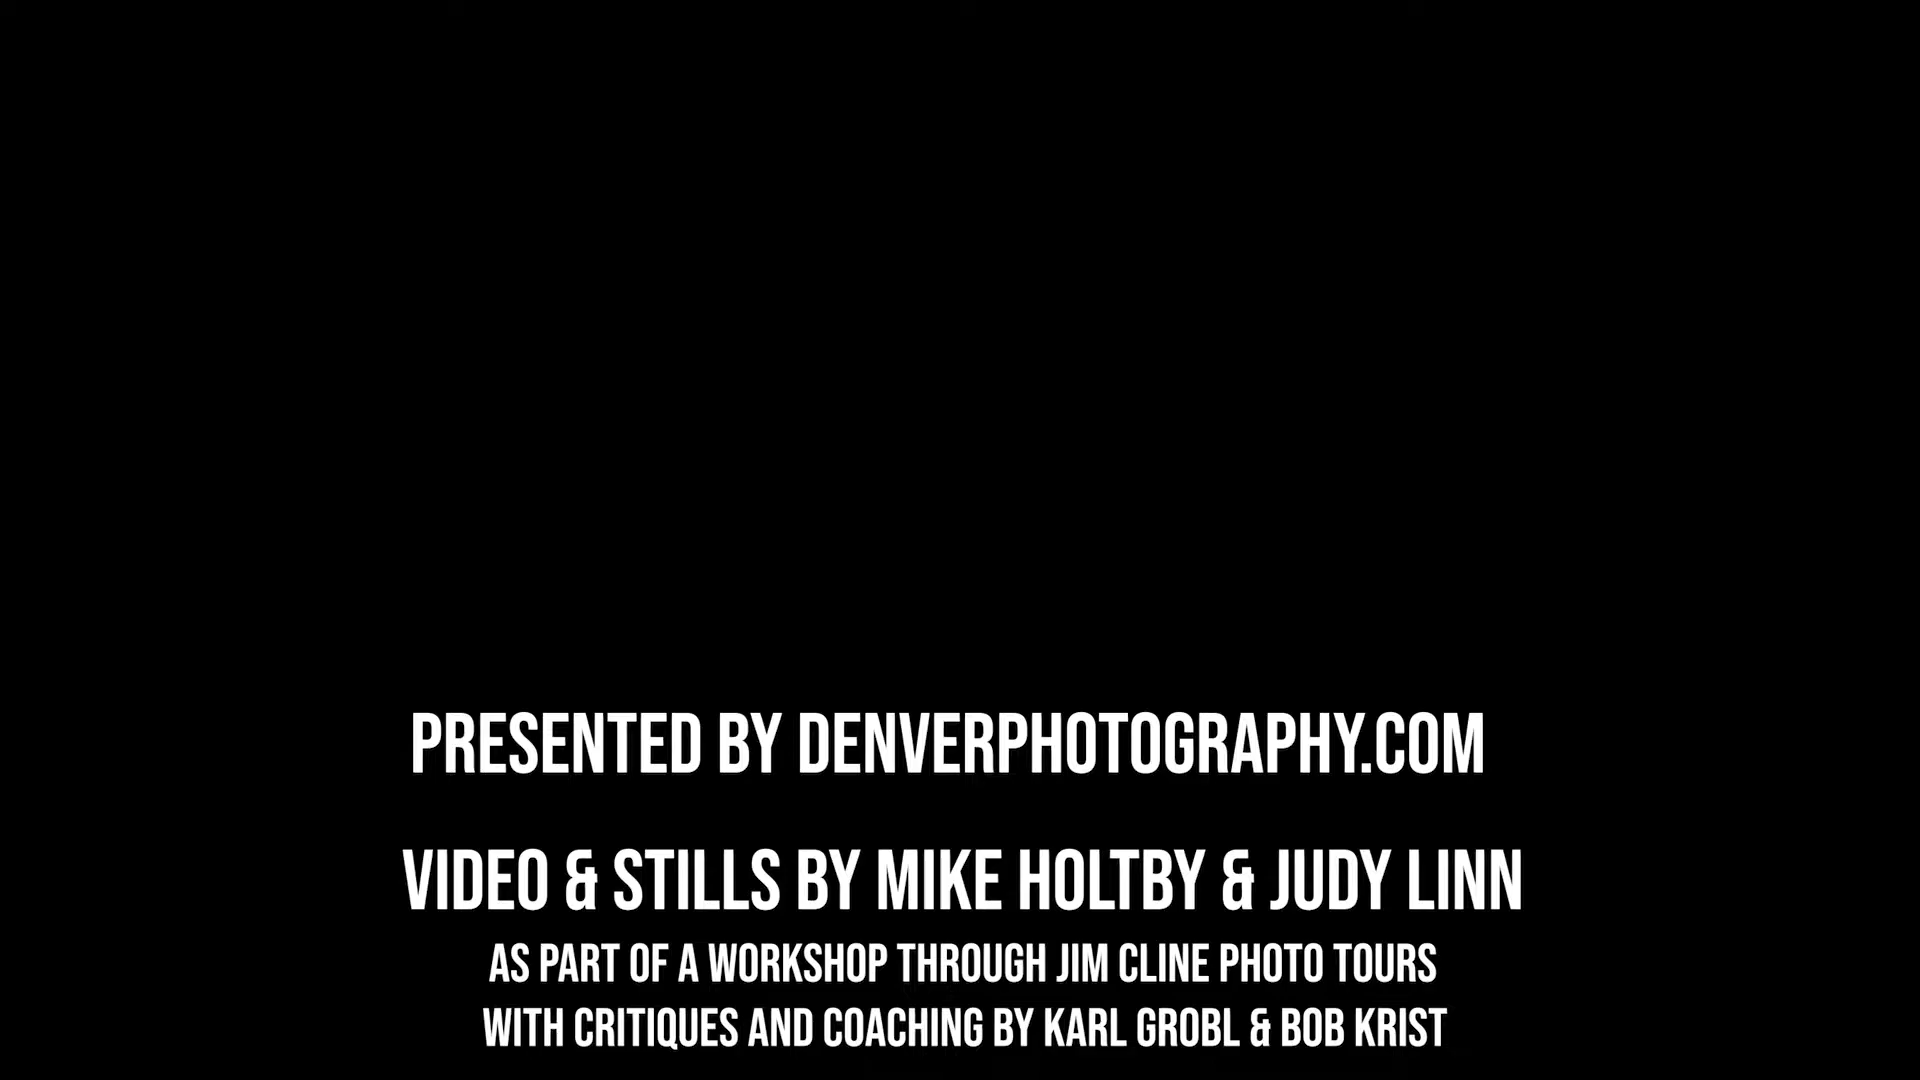 PRESENTED BY DENVERPHOTOGRAPHY.COM
VIDEO & STILLS BY MIKE HOLTBY & JUDY LINN
AS PART OF A WORKSHOP THROUGH JIM CLINE PHOTO TOURS
WITH CRITIQUES AND COACHING BY KARL GROBL & BOB KRIST